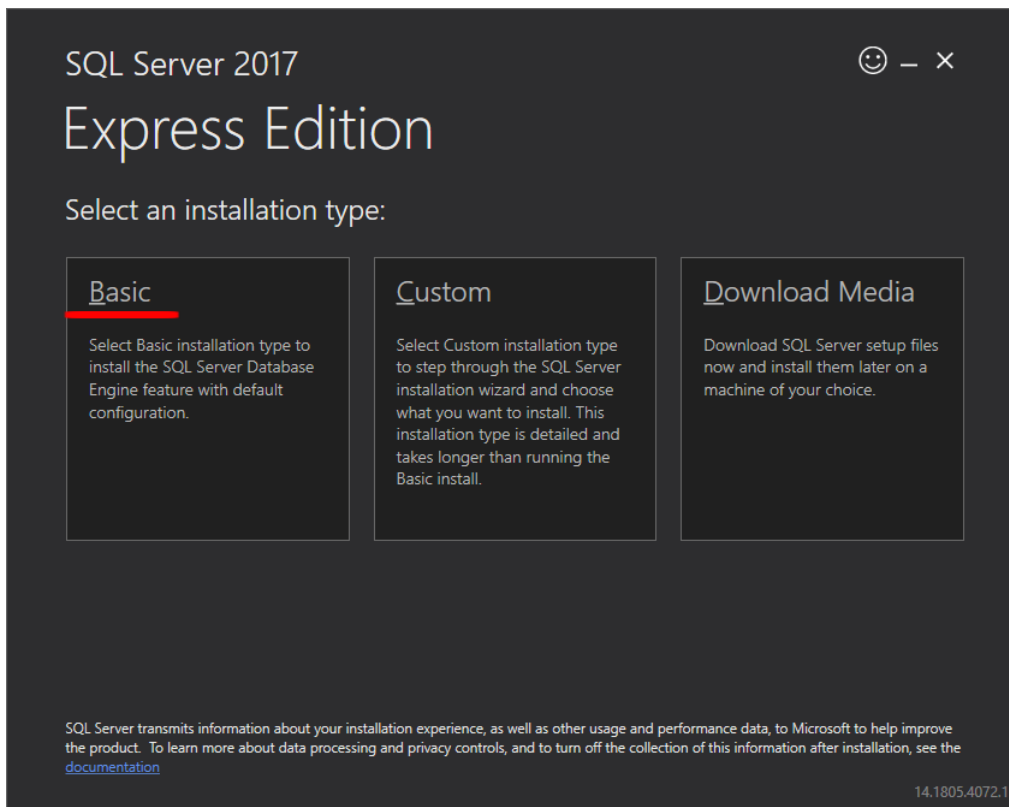 SQL Server 2017
Express Edition
Select an installation type:
Basic
Select Basic installation type to
install the SQL Server Database
Engine feature with default
configuration.
Custom
Select Custom installation type
to step through the SQL Server
installation wizard and choose
what you want to install. This
installation type is detailed and
takes longer than running the
Basic install.
Download Media
Download SQL Server setup files
now and install them later on a
machine of your choice.
SQL Server transmits information about your installation experience, as well as other usage and performance data, to Microsoft to help improve
the product.  To learn more about data processing and privacy controls, and to turn off the collection of this information after installation, see the
documentation
14.1805.4072.1